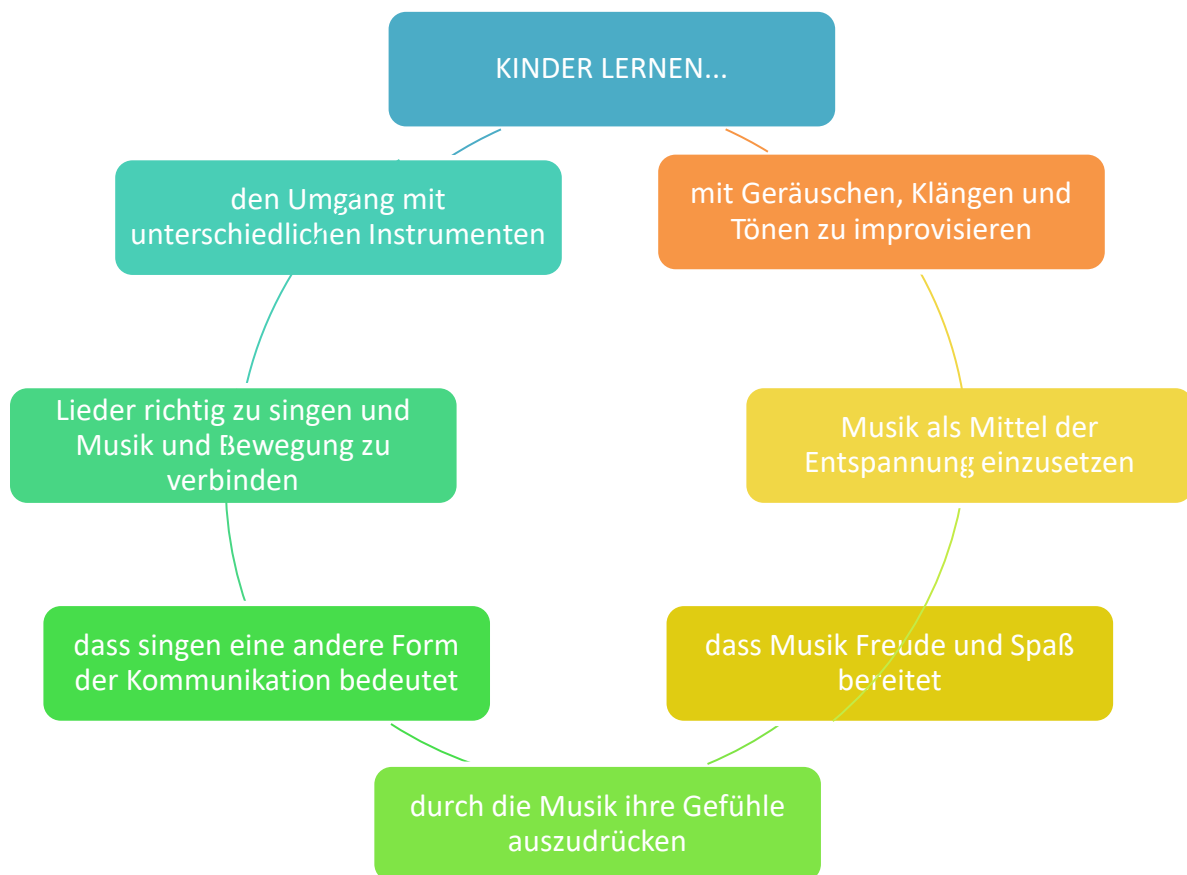 KINDER LERNEN...
mit Geräuschen, Klängen und
Tönen zu improvisieren
Musik als Mittel der
Entspannung einzusetzen
dass Musik Freude und Spaß
bereitet
durch die Musik ihre Gefühle
auszudrücken
dass singen eine andere Form
der Kommunikation bedeutet
Lieder richtig zu singen und
Musik und Bewegung zu
verbinden
den Umgang mit
unterschiedlichen Instrumenten